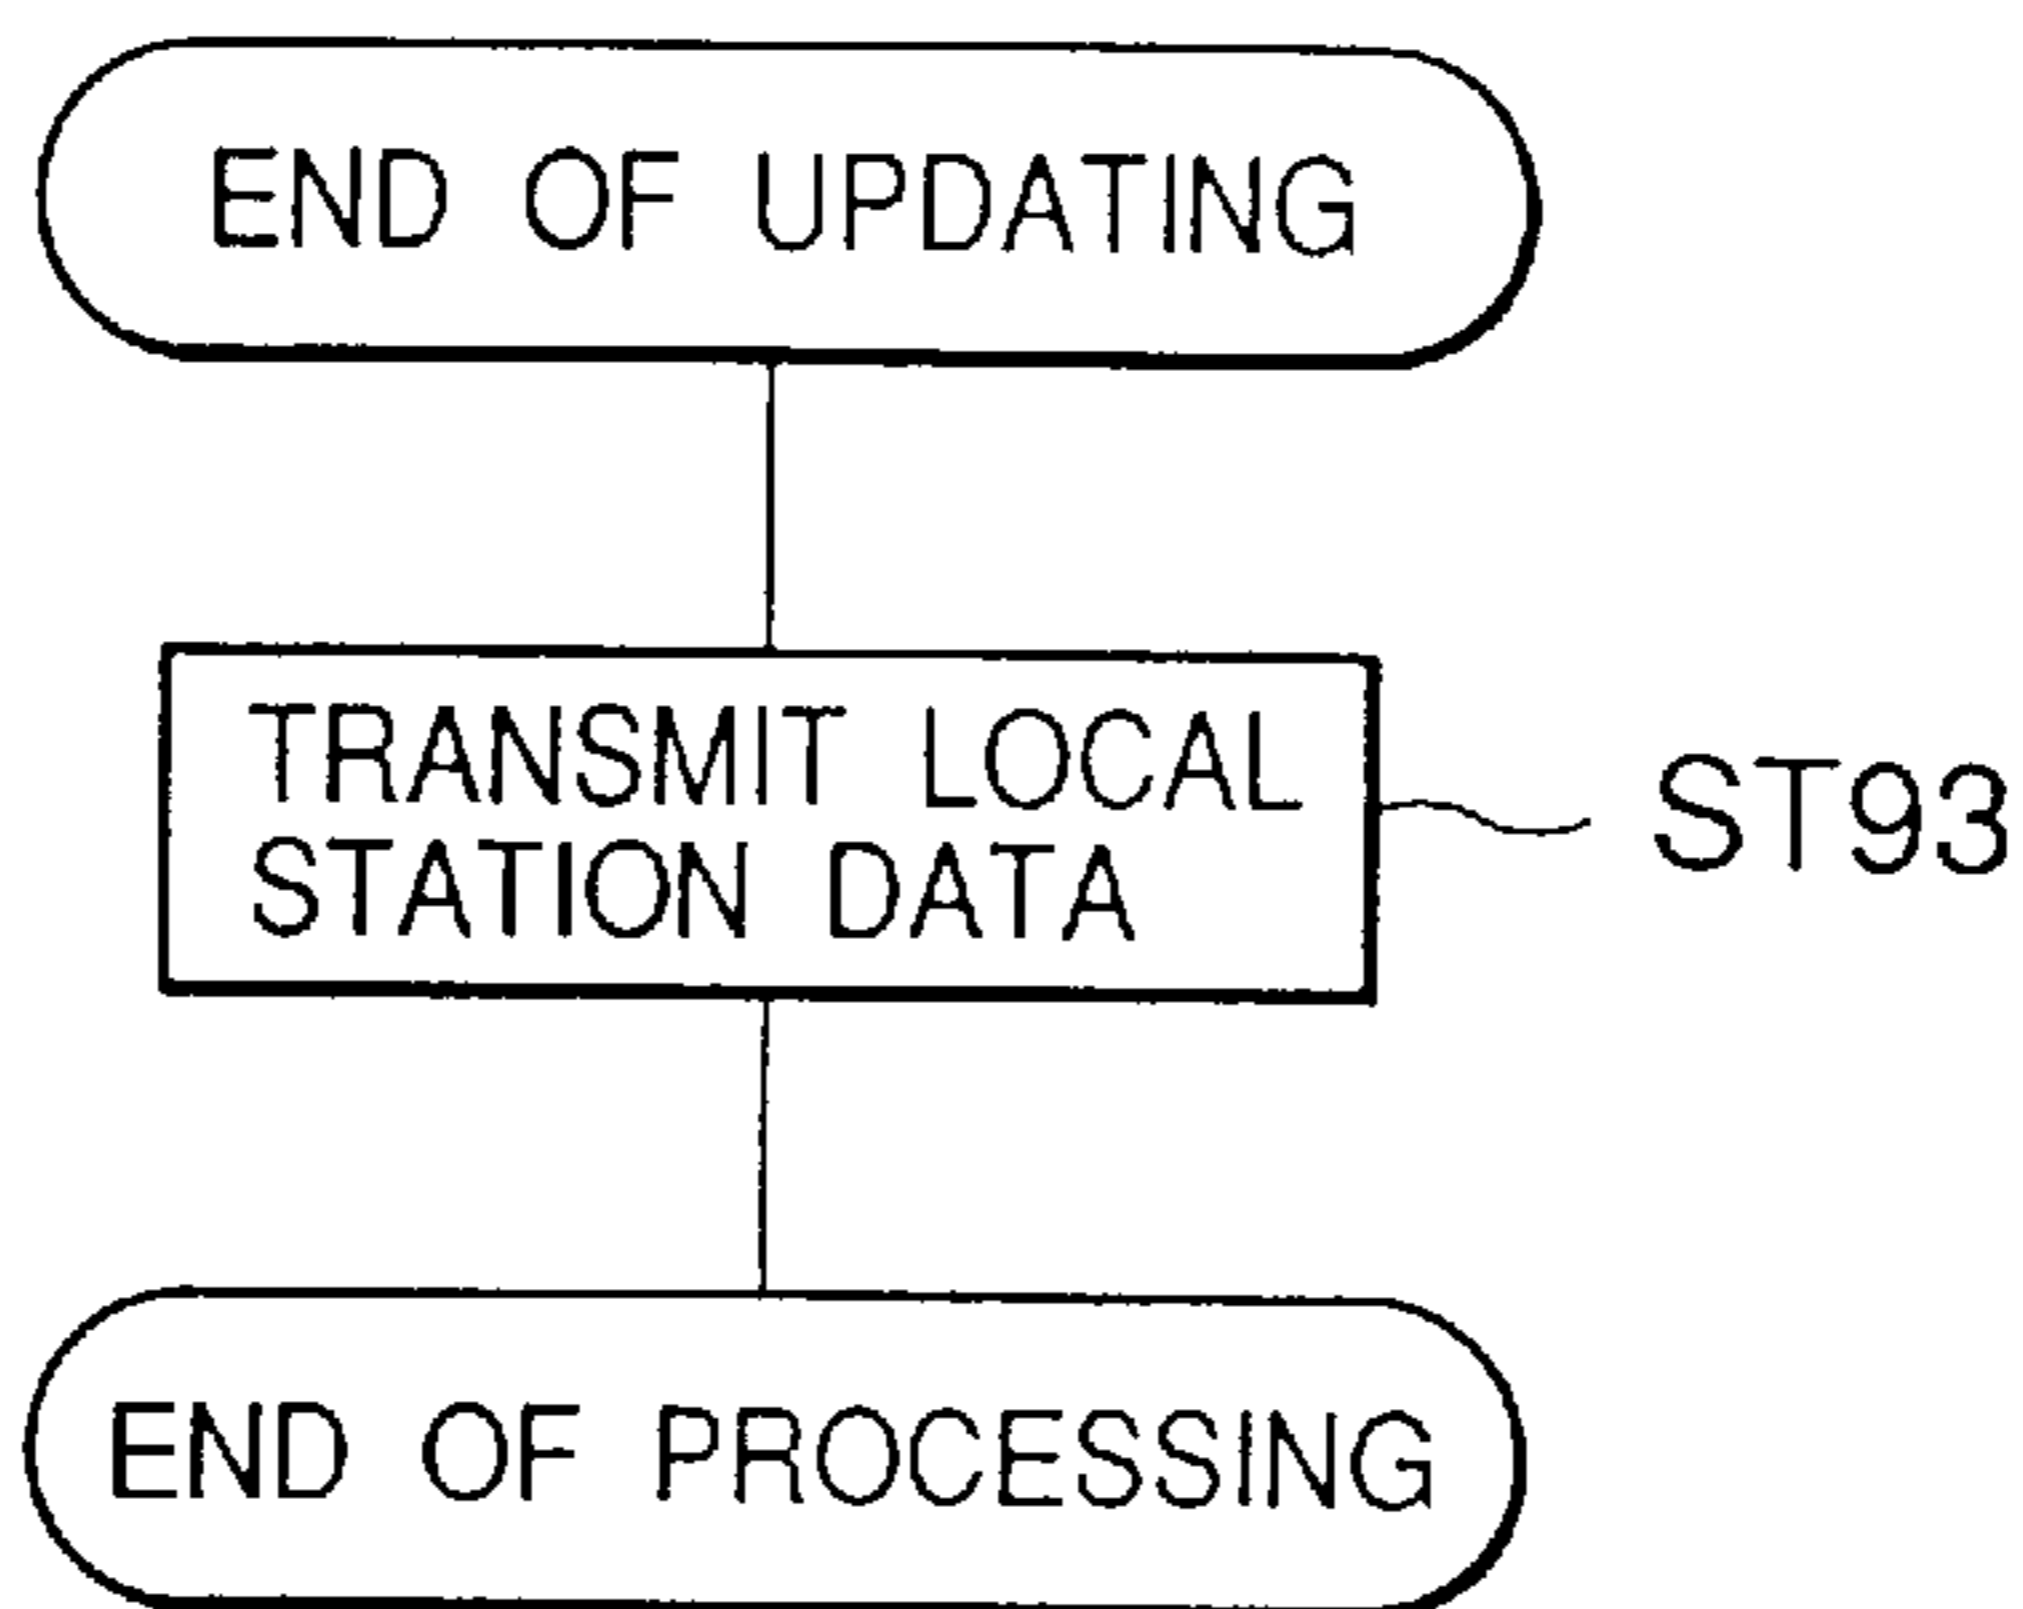 END OF UPDATING
TRANSMIT LOCAL
STATION DATA
ST93
END OF PROCESSING